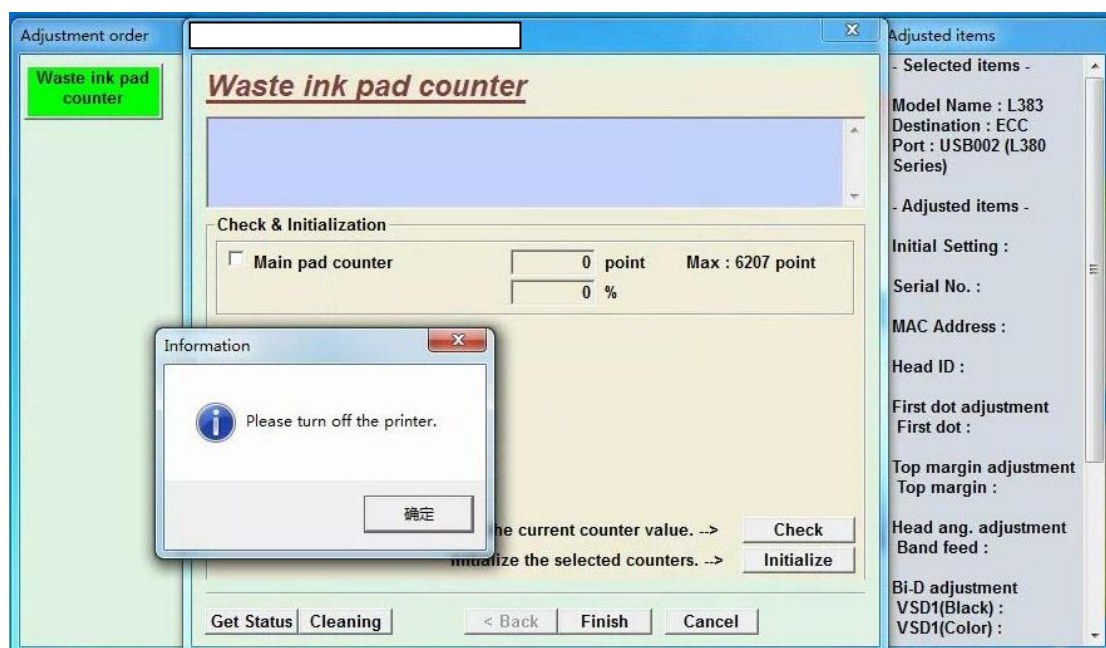 Adjustment order
Waste ink pad
counter
Waste ink pad counter
Check & Initialization
Main pad counter
0 point
Max : 6207 point
0 %
Information
Please turn off the printer.
确定
he current counter value. -->
Check
Initialize the selected counters. -->
Initialize
Get Status
Cleaning
< Back
Finish
Cancel
Adjusted items
- Selected items -
Model Name : L383
Destination : ECC
Port : USB002 (L380
Series)
- Adjusted items -
Initial Setting :
Serial No. :
MAC Address :
Head ID :
First dot adjustment
First dot :
Top margin adjustment
Top margin :
Head ang. adjustment
Band feed :
Bi-D adjustment
VSD1(Black) :
VSD1(Color) :